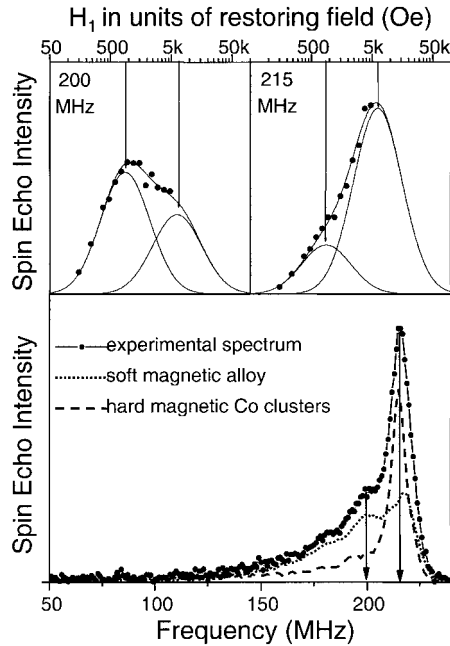 H1 in units of restoring field (Oe)
50 500 5k 500 5k 50k
Spin Echo Intensity
200
MHz
215
MHz
Spin Echo Intensity
experimental spectrum
soft magnetic alloy
hard magnetic Co clusters
50 100 150 200
Frequency (MHz)